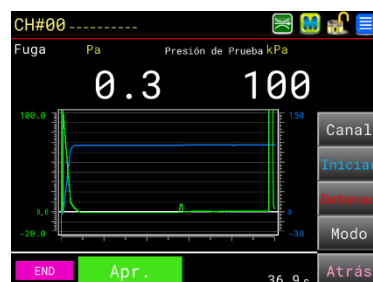 CH#00 ----------
M
Fuga Pa Presión de Prueba kPa
0.3 100
100.0 150
0.0 0
-20.0 -30
Canal
Iniciar
Detener
Modo
Atrás
END Apr. 36.9 s